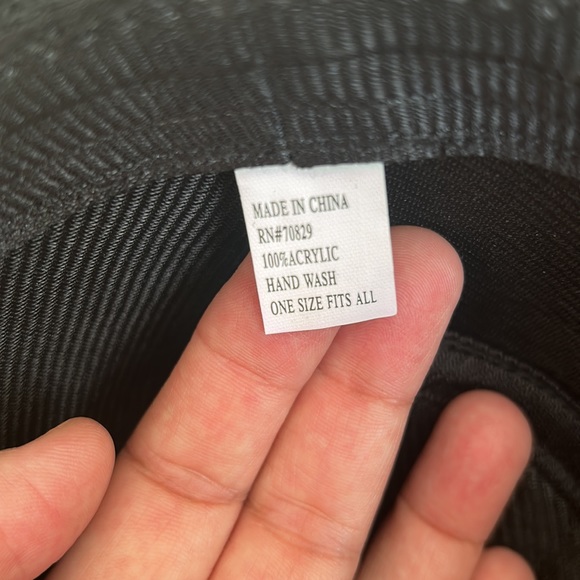 MADE IN CHINA
RN#70829
100%ACRYLIC
HAND WASH
ONE SIZE FITS ALL